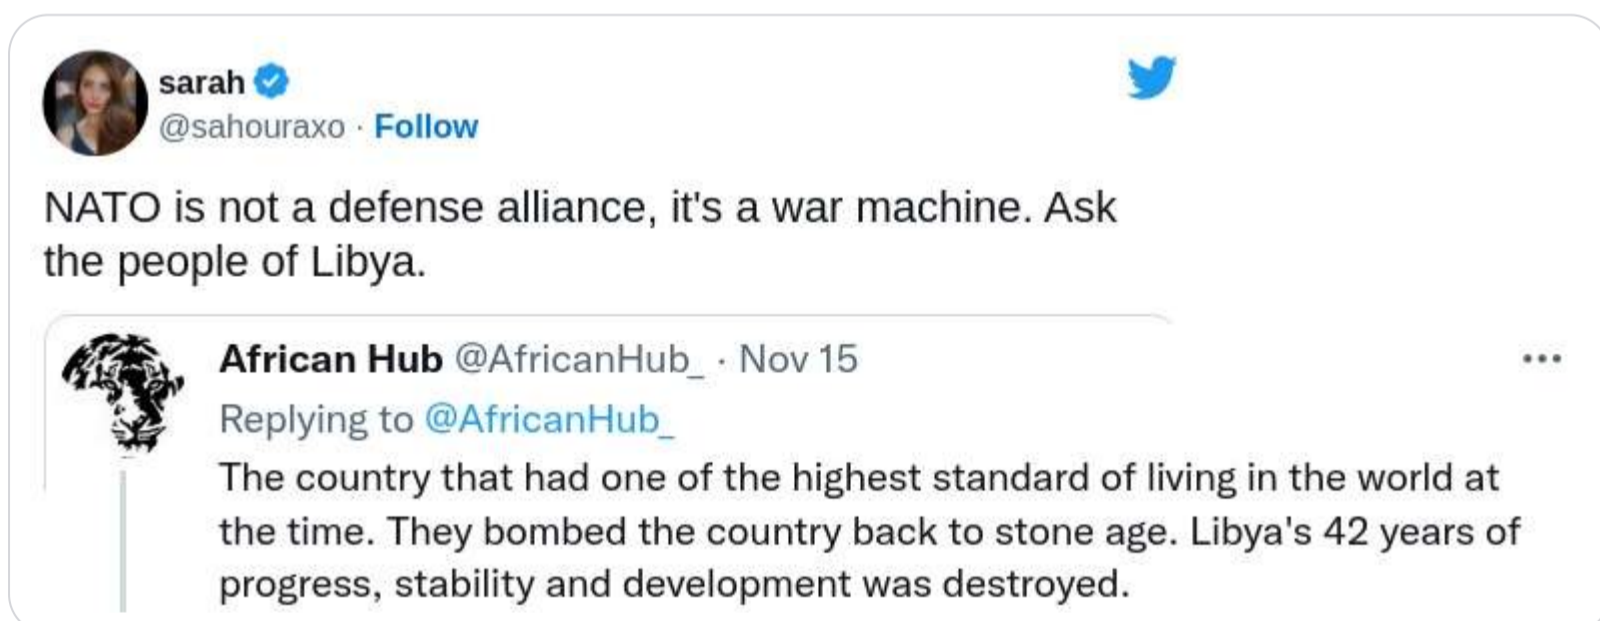 sarah
@sahouraxo · Follow
NATO is not a defense alliance, it's a war machine. Ask
the people of Libya.
African Hub @AfricanHub_ · Nov 15
Replying to @AfricanHub_
The country that had one of the highest standard of living in the world at
the time. They bombed the country back to stone age. Libya's 42 years of
progress, stability and development was destroyed.